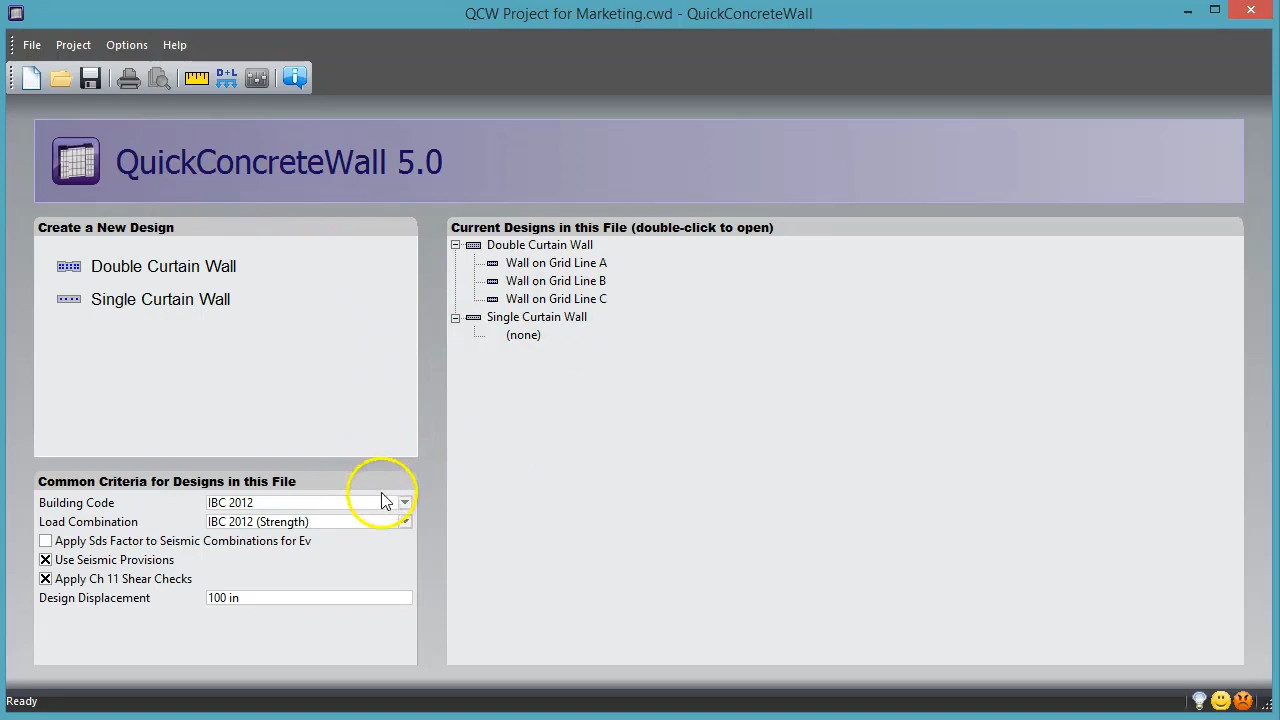 QCW Project for Marketing.cwd - QuickConcreteWall
File Project Options Help
D+L
QuickConcreteWall 5.0
Create a New Design
Double Curtain Wall
Single Curtain Wall
Current Designs in this File (double-click to open)
Double Curtain Wall
Wall on Grid Line A
Wall on Grid Line B
Wall on Grid Line C
Single Curtain Wall
(none)
Common Criteria for Designs in this File
Building Code IBC 2012
Load Combination IBC 2012 (Strength)
Apply Sds Factor to Seismic Combinations for Ev
Use Seismic Provisions
Apply Ch 11 Shear Checks
Design Displacement 100 in
Ready